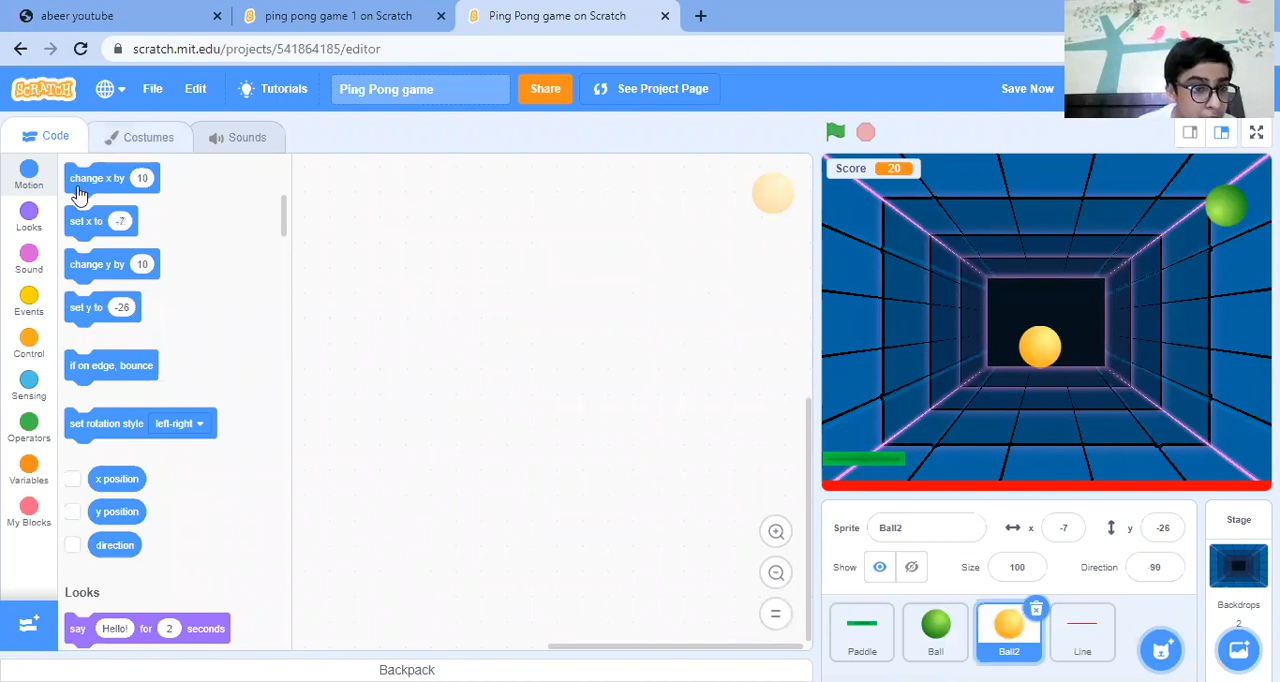 abeer youtube
ping pong game 1 on Scratch
Ping Pong game on Scratch
scratch.mit.edu/projects/541864185/editor
SCRATCH
File
Edit
Tutorials
Ping Pong game
Share
See Project Page
Save Now
Code
Costumes
Sounds
Motion
Looks
Sound
Events
Control
Sensing
Operators
Variables
My Blocks
change x by 10
set x to -7
change y by 10
set y to -26
if on edge, bounce
set rotation style left-right
x position
y position
direction
Looks
say Hello! for 2 seconds
Score 20
Sprite Ball2 x -7 y -26
Show Size 100 Direction -99
Paddle
Ball
Ball2
Line
Stage
Backdrops
2
Backpack